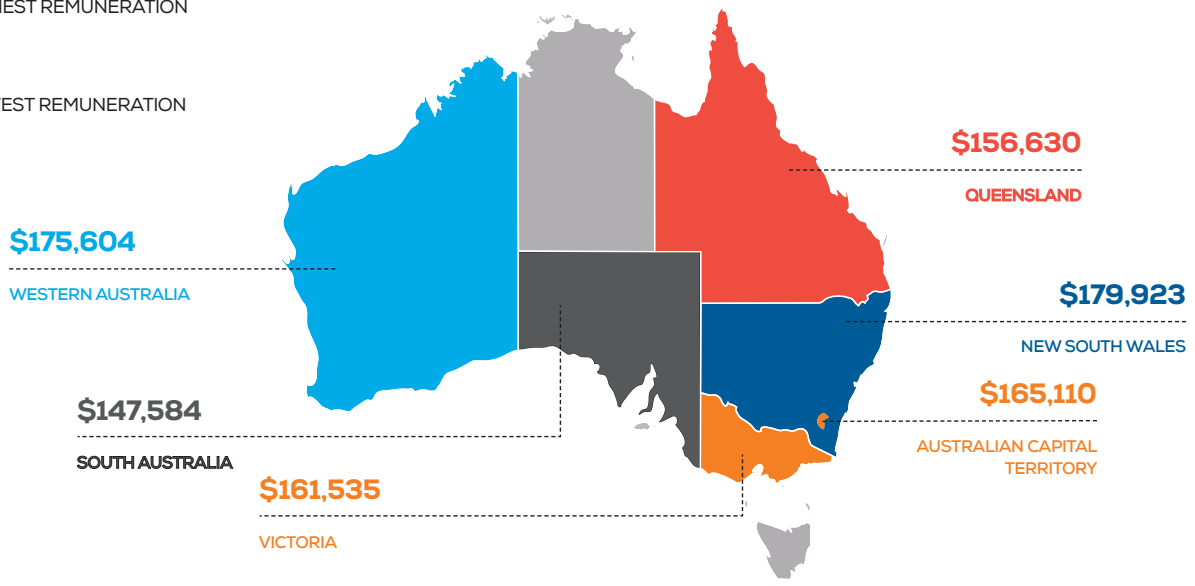 HEST REMUNERATION
EST REMUNERATION
$156,630
QUEENSLAND
$175,604
WESTERN AUSTRALIA
$179,923
NEW SOUTH WALES
$147,584
SOUTH AUSTRALIA
$165,110
AUSTRALIAN CAPITAL
TERRITORY
$161,535
VICTORIA